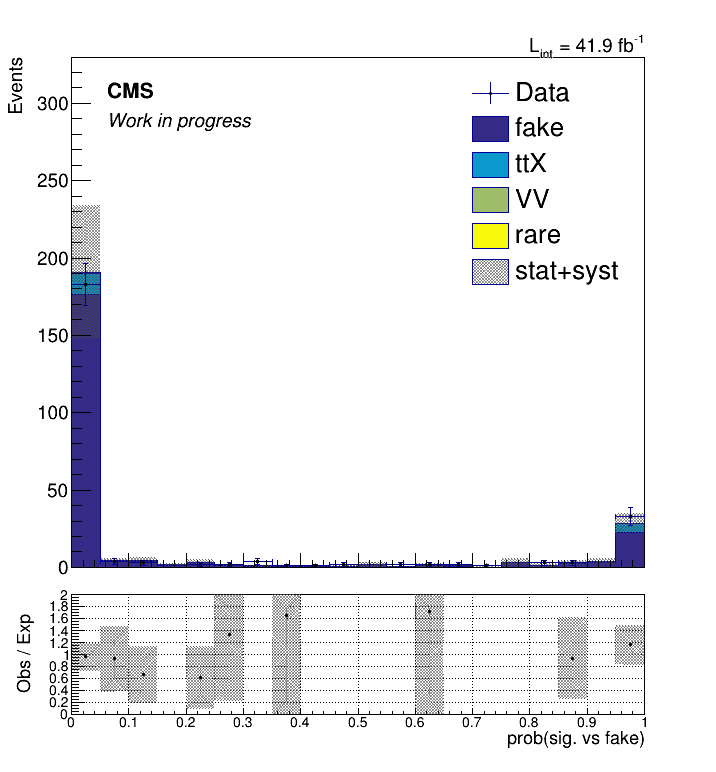 L_int = 41.9 fb^-1
Events
CMS
Work in progress
Data
fake
ttX
VV
rare
stat+syst
300
250
200
150
100
50
0
Obs / Exp
2
1.8
1.6
1.4
1.2
1
0.8
0.6
0.4
0.2
0
0 0.1 0.2 0.3 0.4 0.5 0.6 0.7 0.8 0.9 1
prob(sig. vs fake)